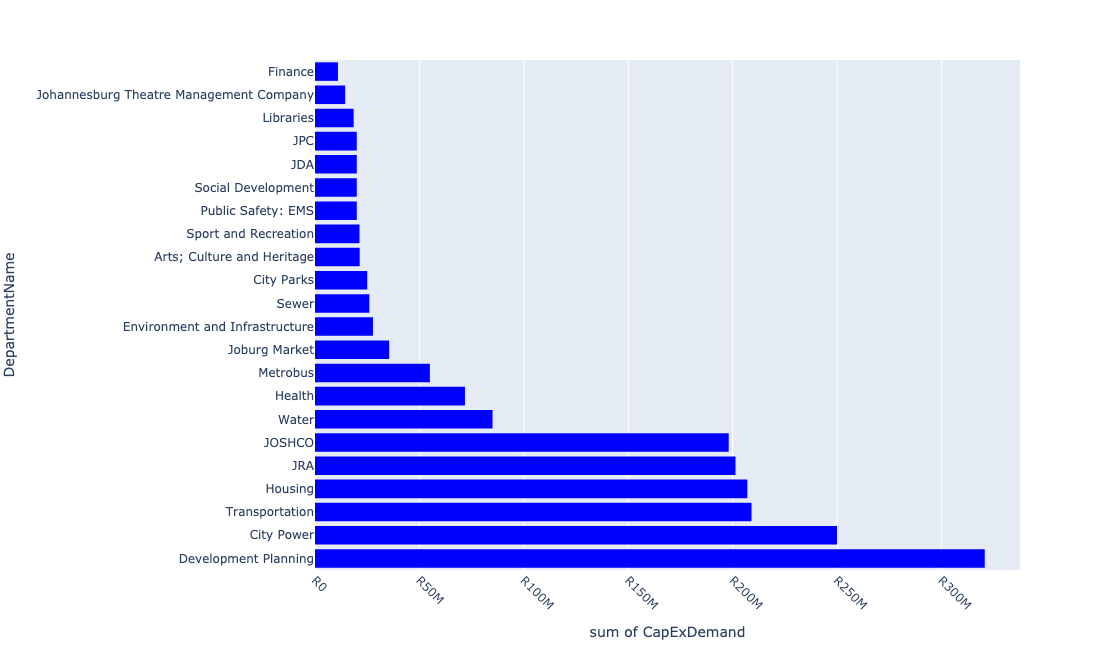 Finance
Johannesburg Theatre Management Company
Libraries
JPC
JDA
Social Development
Public Safety: EMS
Sport and Recreation
Arts; Culture and Heritage
City Parks
Sewer
Environment and Infrastructure
Joburg Market
Metrobus
Health
Water
JOSHCO
JRA
Housing
Transportation
City Power
Development Planning
DepartmentName
R0
R50M
R100M
R150M
R200M
R250M
R300M
sum of CapExDemand